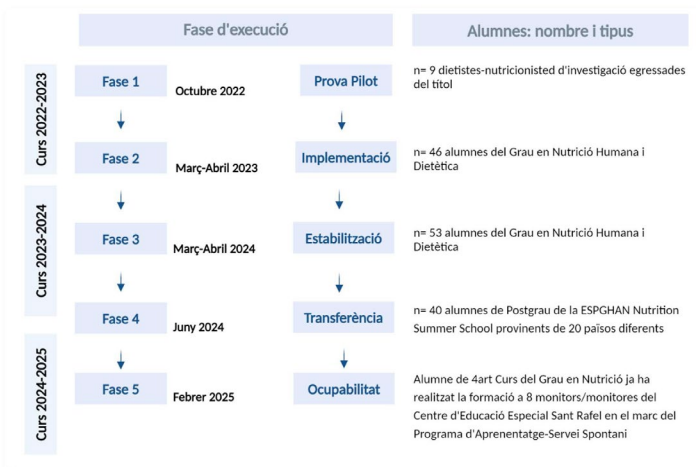 Fase d'execució
Alumnes: nombre i tipus
Curs 2022-2023
Fase 1
Octubre 2022
Prova Pilot
n= 9 dietistes-nutricionisted d'investigació egressades
del títol
Fase 2
Març-Abril 2023
Implementació
n= 46 alumnes del Grau en Nutrició Humana i
Dietètica
Curs 2023-2024
Fase 3
Març-Abril 2024
Estabilització
n= 53 alumnes del Grau en Nutrició Humana i
Dietètica
Fase 4
Juny 2024
Transferència
n= 40 alumnes de Postgrau de la ESPGHAN Nutrition
Summer School provinents de 20 països diferents
Curs 2024-2025
Fase 5
Febrer 2025
Ocupabilitat
Alumne de 4art Curs del Grau en Nutrició ja ha
realitzat la formació a 8 monitors/monitores del
Centre d'Educació Especial Sant Rafel en el marc del
Programa d'Aprenentatge-Servei Spontani